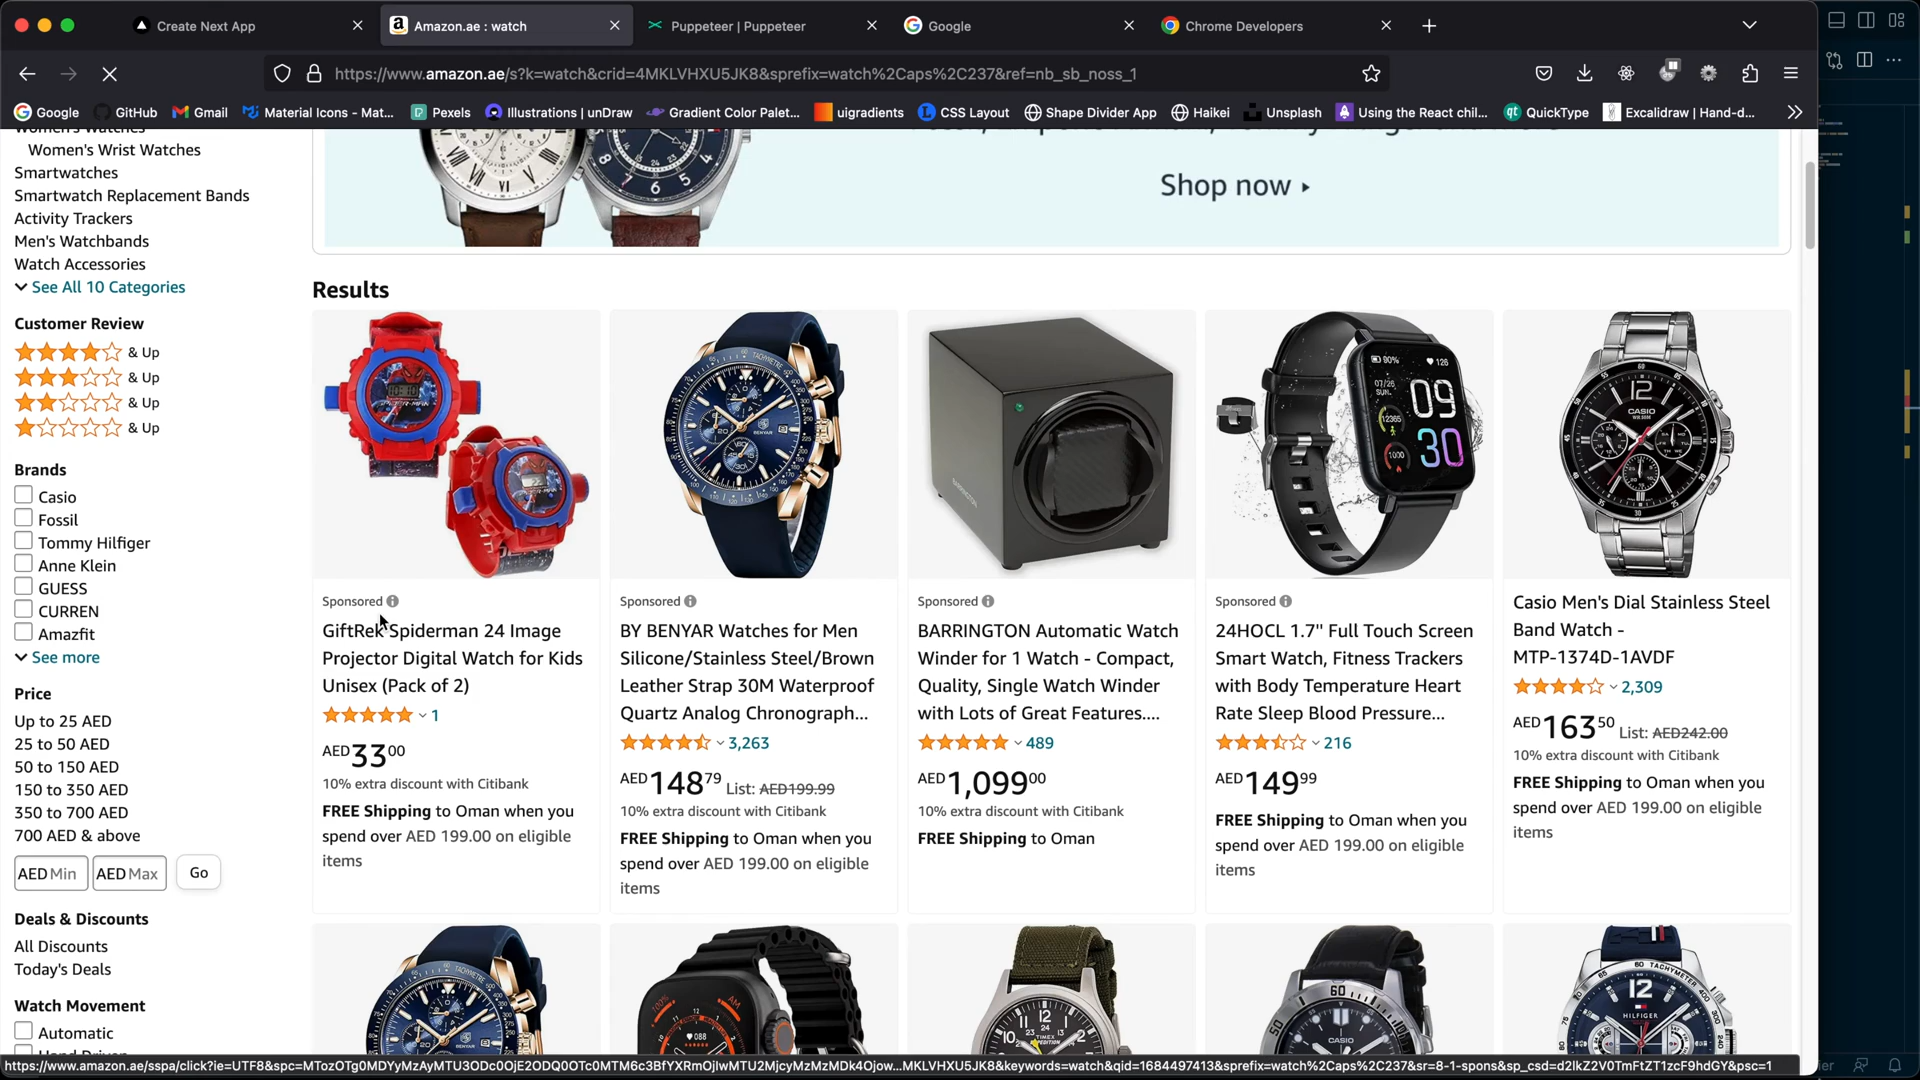 Create Next App
Amazon.ae : watch
Puppeteer | Puppeteer
Google
Chrome Developers
https://www.amazon.ae/s?k=watch&crid=4MKLVHXU5JK8&sprefix=watch%2Caps%2C237&ref=nb_sb_noss_1
Google
GitHub
Gmail
Material Icons - Mat...
Pexels
Illustrations | unDraw
Gradient Color Palet...
uigradients
CSS Layout
Shape Divider App
Haikei
Unsplash
Using the React chil...
QuickType
Excalidraw | Hand-d...
Women's Watches
Women's Wrist Watches
Smartwatches
Smartwatch Replacement Bands
Activity Trackers
Men's Watchbands
Watch Accessories
See All 10 Categories
Customer Review
& Up
& Up
& Up
& Up
Brands
Casio
Fossil
Tommy Hilfiger
Anne Klein
GUESS
CURREN
Amazfit
See more
Price
Up to 25 AED
25 to 50 AED
50 to 150 AED
150 to 350 AED
350 to 700 AED
700 AED & above
AED Min
AED Max
Go
Deals & Discounts
All Discounts
Today's Deals
Watch Movement
Automatic
Shop now
Results
Sponsored
GiftRek Spiderman 24 Image
Projector Digital Watch for Kids
Unisex (Pack of 2)
1
AED 33 00
10% extra discount with Citibank
FREE Shipping to Oman when you
spend over AED 199.00 on eligible
items
Sponsored
BY BENYAR Watches for Men
Silicone/Stainless Steel/Brown
Leather Strap 30M Waterproof
Quartz Analog Chronograph...
3,263
AED 148 79 List: AED199.99
10% extra discount with Citibank
FREE Shipping to Oman when you
spend over AED 199.00 on eligible
items
BARRINGTON
Sponsored
BARRINGTON Automatic Watch
Winder for 1 Watch - Compact,
Quality, Single Watch Winder
with Lots of Great Features....
489
AED 1,099 00
10% extra discount with Citibank
FREE Shipping to Oman
90%
126
07/26
SUN.
09
30
Sponsored
24HOCL 1.7" Full Touch Screen
Smart Watch, Fitness Trackers
with Body Temperature Heart
Rate Sleep Blood Pressure...
216
AED 149 99
FREE Shipping to Oman when you
spend over AED 199.00 on eligible
items
CASIO
Casio Men's Dial Stainless Steel
Band Watch -
MTP-1374D-1AVDF
2,309
AED 163 50 List: AED242.00
10% extra discount with Citibank
FREE Shipping to Oman when you
spend over AED 199.00 on eligible
items
TIMEX
CASIO
HILFIGER
https://www.amazon.ae/sspa/click?ie=UTF8&spc=MTozOTg0MDYyMzAyMTU3ODc0OjE2ODQ0OTc0MTM6c3BfYXRmOjIwMTU2MjcyMzMzMDk4Ojow...MKLVHXU5JK8&keywords=watch&qid=1684497413&sprefix=watch%2Caps%2C237&sr=8-1-spons&sp_csd=d2lkZ2V0TmFtZT1zcF9hdGY&psc=1